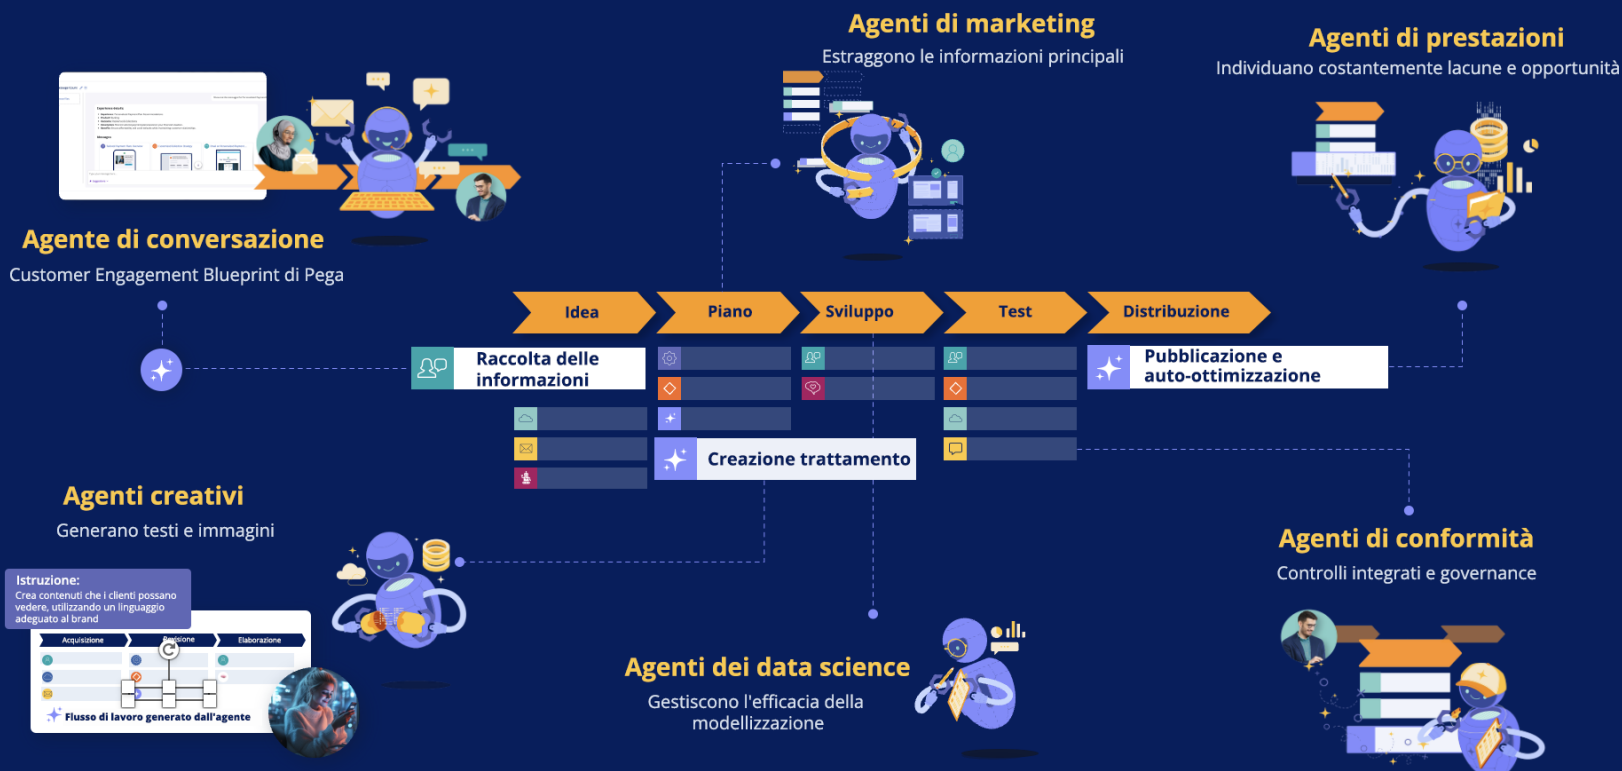 Agenti di marketing
Estraggono le informazioni principali
Agenti di prestazioni
Individuano costantemente lacune e opportunità
Agente di conversazione
Customer Engagement Blueprint di Pega
Idea
Piano
Sviluppo
Test
Distribuzione
Raccolta delle
informazioni
Pubblicazione e
auto-ottimizzazione
Creazione trattamento
Agenti creativi
Generano testi e immagini
Istruzione:
Crea contenuti che i clienti possano
vedere, utilizzando un linguaggio
adeguato al brand
Acquisizione
Revisione
Elaborazione
Flusso di lavoro generato dall'agente
Agenti dei data science
Gestiscono l'efficacia della
modellizzazione
Agenti di conformità
Controlli integrati e governance